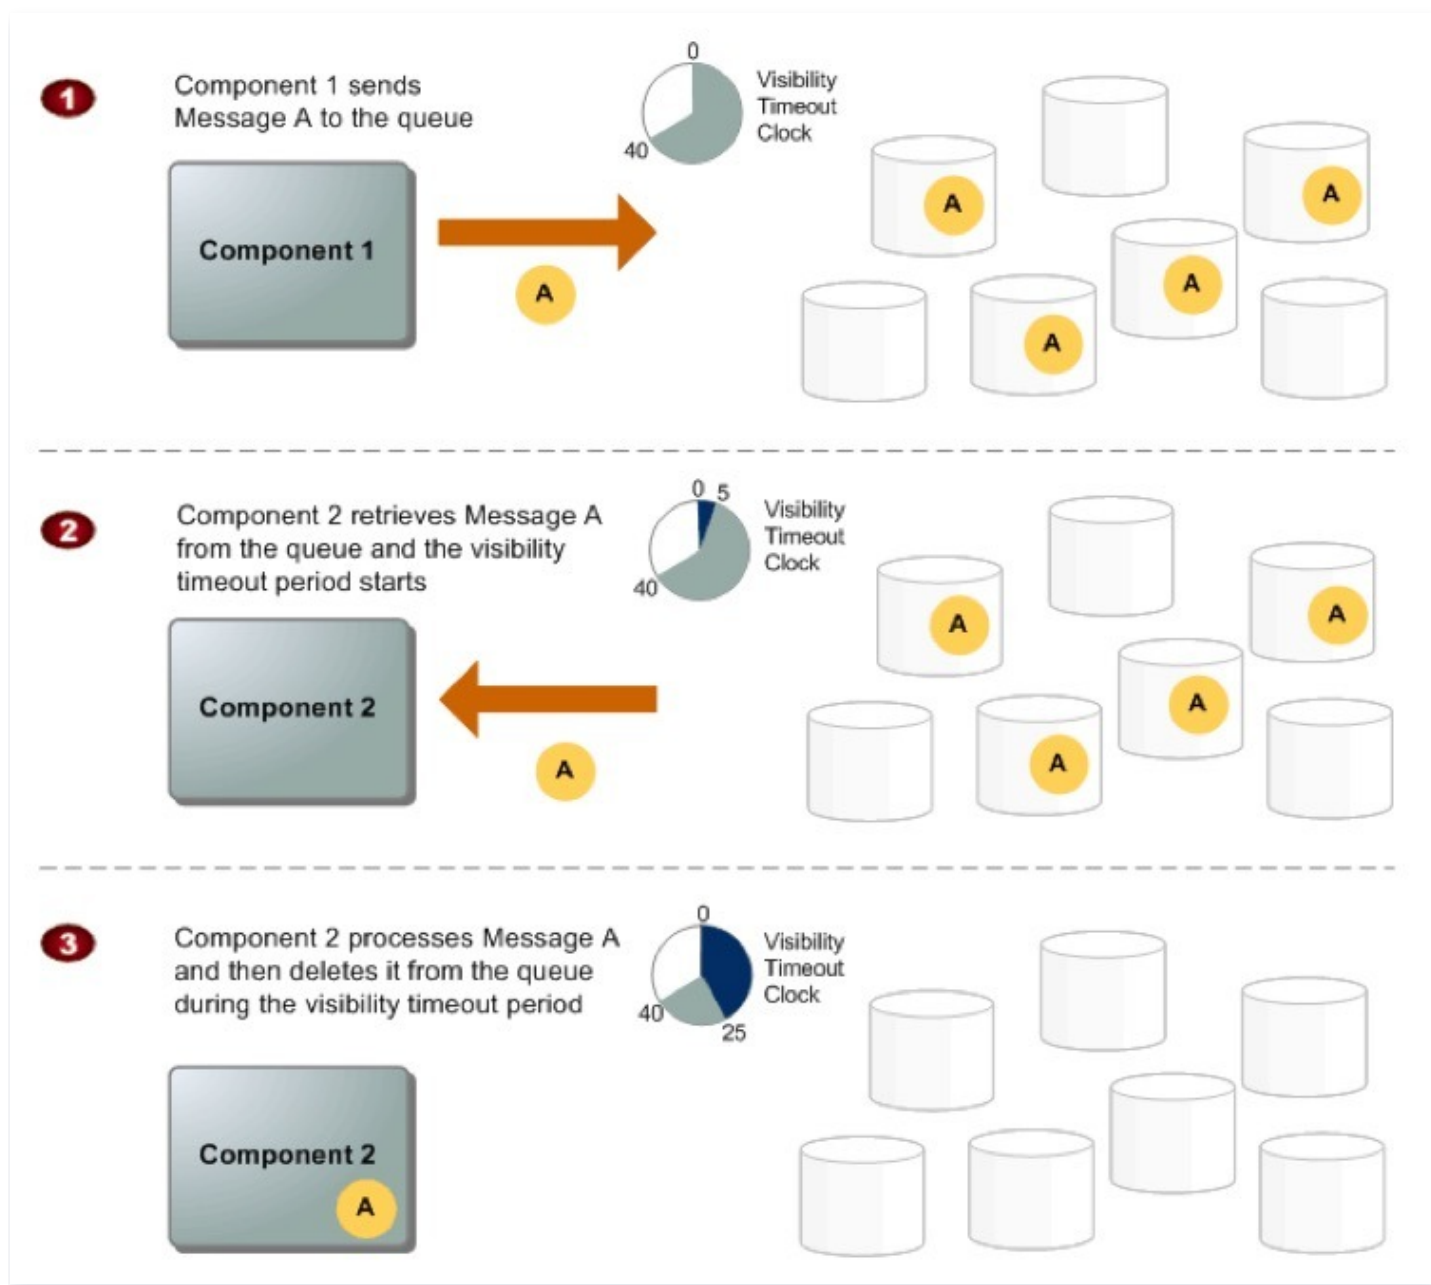 1
Component 1 sends
Message A to the queue
0
40
Visibility
Timeout
Clock
Component 1
A
A
A
A
A
2
Component 2 retrieves Message A
from the queue and the visibility
timeout period starts
0 5
40
Visibility
Timeout
Clock
Component 2
A
A
A
A
A
3
Component 2 processes Message A
and then deletes it from the queue
during the visibility timeout period
0
40
25
Visibility
Timeout
Clock
Component 2
A